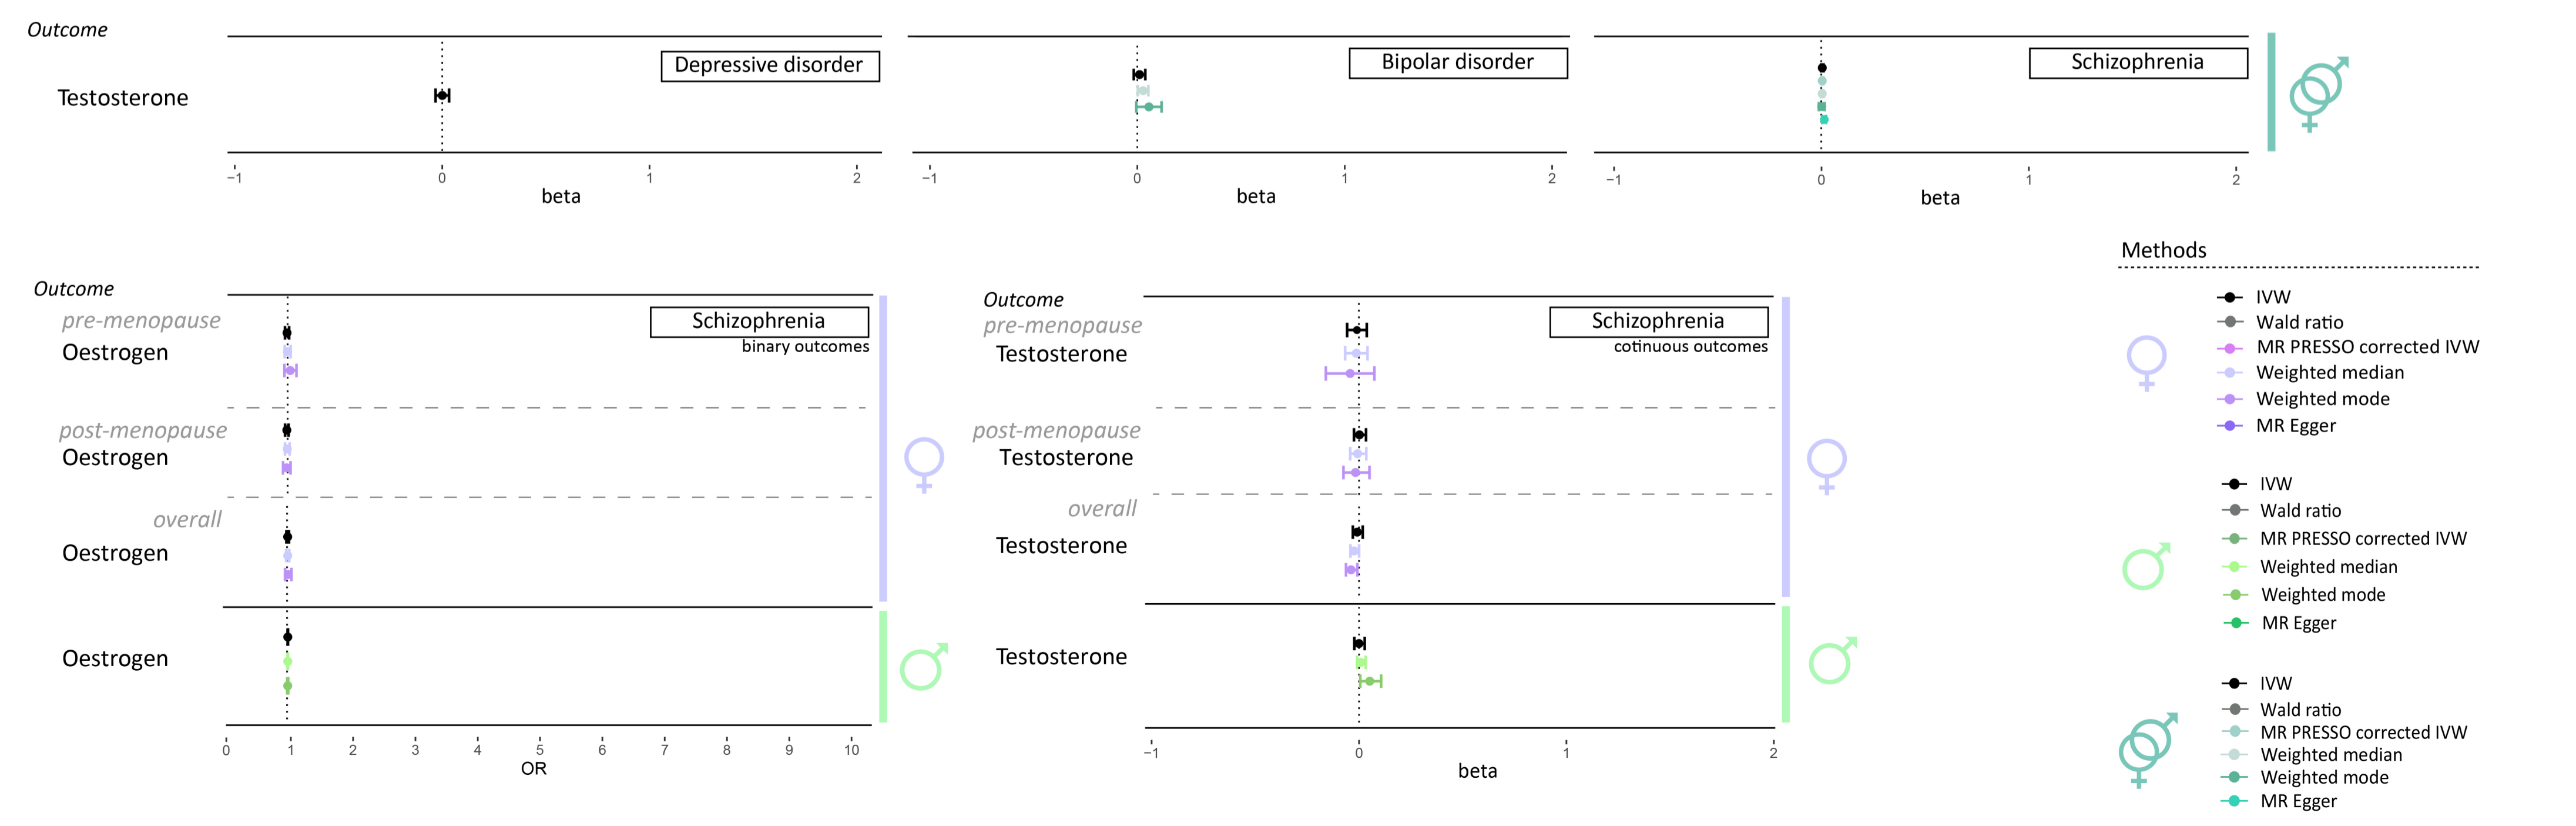 Outcome
Depressive disorder
Bipolar disorder
Schizophrenia
Testosterone
−1 0 1 2
beta
−1 0 1 2
beta
−1 0 1 2
beta
Outcome
pre-menopause
Oestrogen
Schizophrenia
binary outcomes
post-menopause
Oestrogen
overall
Oestrogen
Oestrogen
0 1 2 3 4 5 6 7 8 9 10
OR
Outcome
pre-menopause
Testosterone
Schizophrenia
cotinuous outcomes
post-menopause
Testosterone
overall
Testosterone
Testosterone
−1 0 1 2
beta
Methods
IVW
Wald ratio
MR PRESSO corrected IVW
Weighted median
Weighted mode
MR Egger
IVW
Wald ratio
MR PRESSO corrected IVW
Weighted median
Weighted mode
MR Egger
IVW
Wald ratio
MR PRESSO corrected IVW
Weighted median
Weighted mode
MR Egger